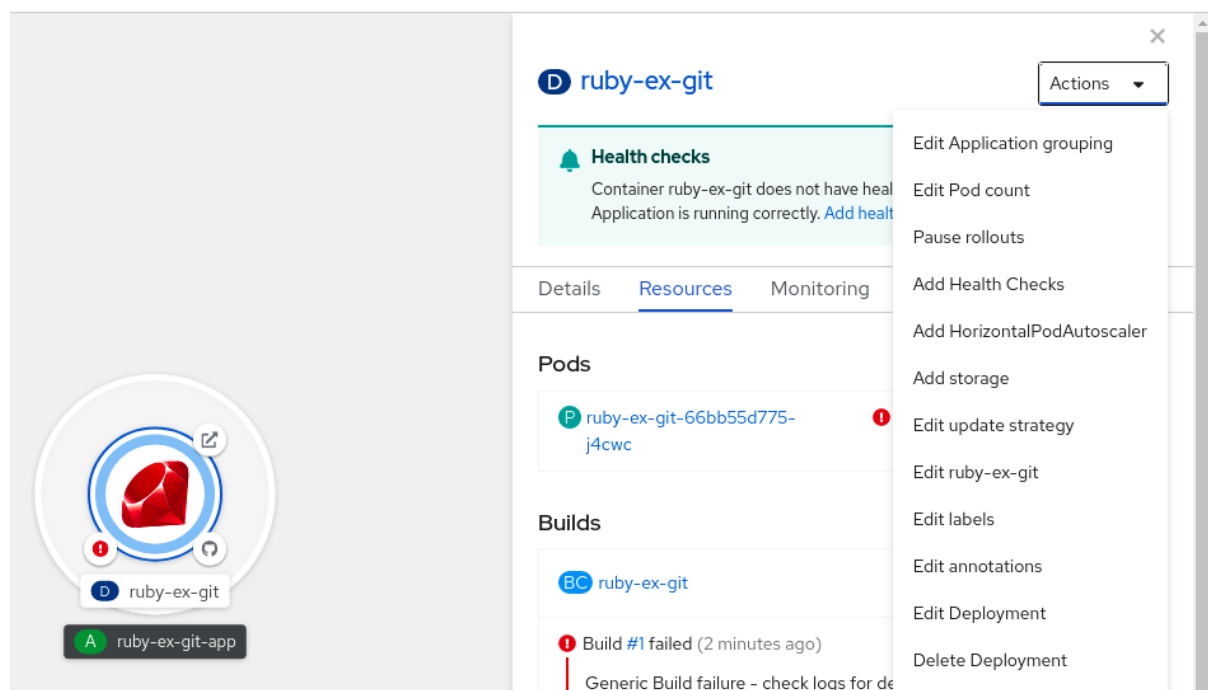 D ruby-ex-git
Actions
Health checks
Container ruby-ex-git does not have
Application is running correctly. Add
Edit Application grouping
Edit Pod count
Pause rollouts
Add Health Checks
Add HorizontalPodAutoscaler
Add storage
Edit update strategy
Edit ruby-ex-git
Edit labels
Edit annotations
Edit Deployment
Delete Deployment
Details Resources Monitoring
Pods
P ruby-ex-git-66bb55d775-
j4cwc
Builds
BC ruby-ex-git
Build #1 failed (2 minutes ago)
Generic Build failure - check logs for
D ruby-ex-git
A ruby-ex-git-app